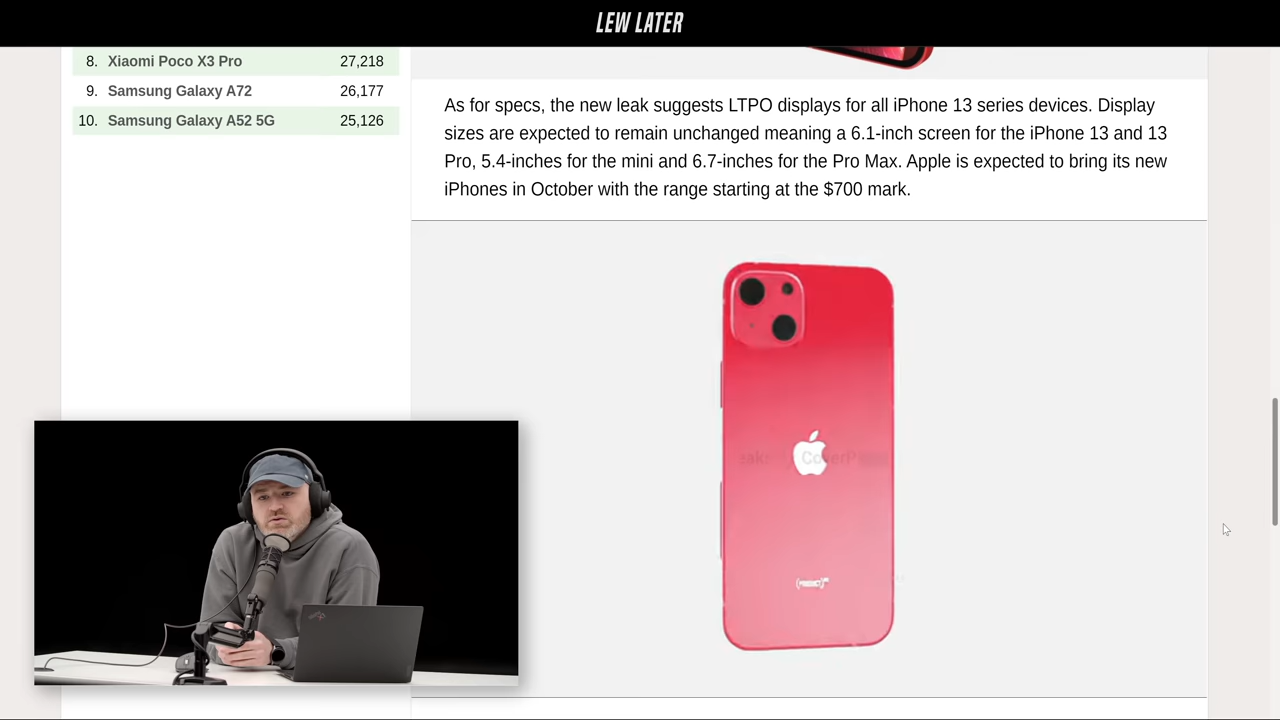 LEW LATER
8. Xiaomi Poco X3 Pro 27,218
9. Samsung Galaxy A72 26,177
10. Samsung Galaxy A52 5G 25,126
As for specs, the new leak suggests LTPO displays for all iPhone 13 series devices. Display
sizes are expected to remain unchanged meaning a 6.1-inch screen for the iPhone 13 and 13
Pro, 5.4-inches for the mini and 6.7-inches for the Pro Max. Apple is expected to bring its new
iPhones in October with the range starting at the $700 mark.
(PRODUCT)